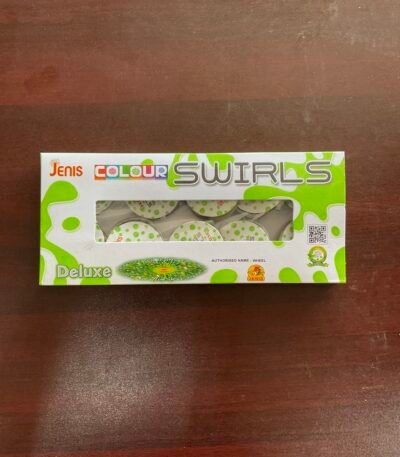 JENIS COLOUR SWIRLS
Deluxe
AUTHORISED NAME : WHEEL